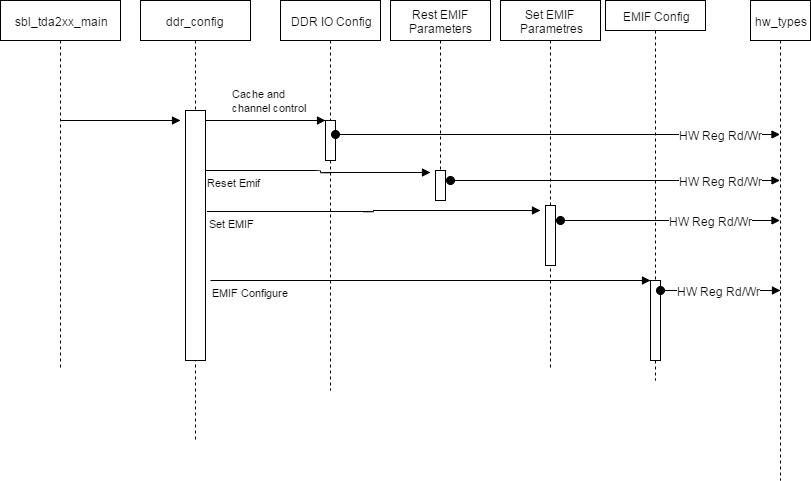 sbl_tda2xx_main
ddr_config
DDR IO Config
Rest EMIF
Parameters
Set EMIF
Parametres
EMIF Config
hw_types
Cache and
channel control
HW Reg Rd/Wr
Reset Emif
HW Reg Rd/Wr
Set EMIF
HW Reg Rd/Wr
EMIF Configure
HW Reg Rd/Wr